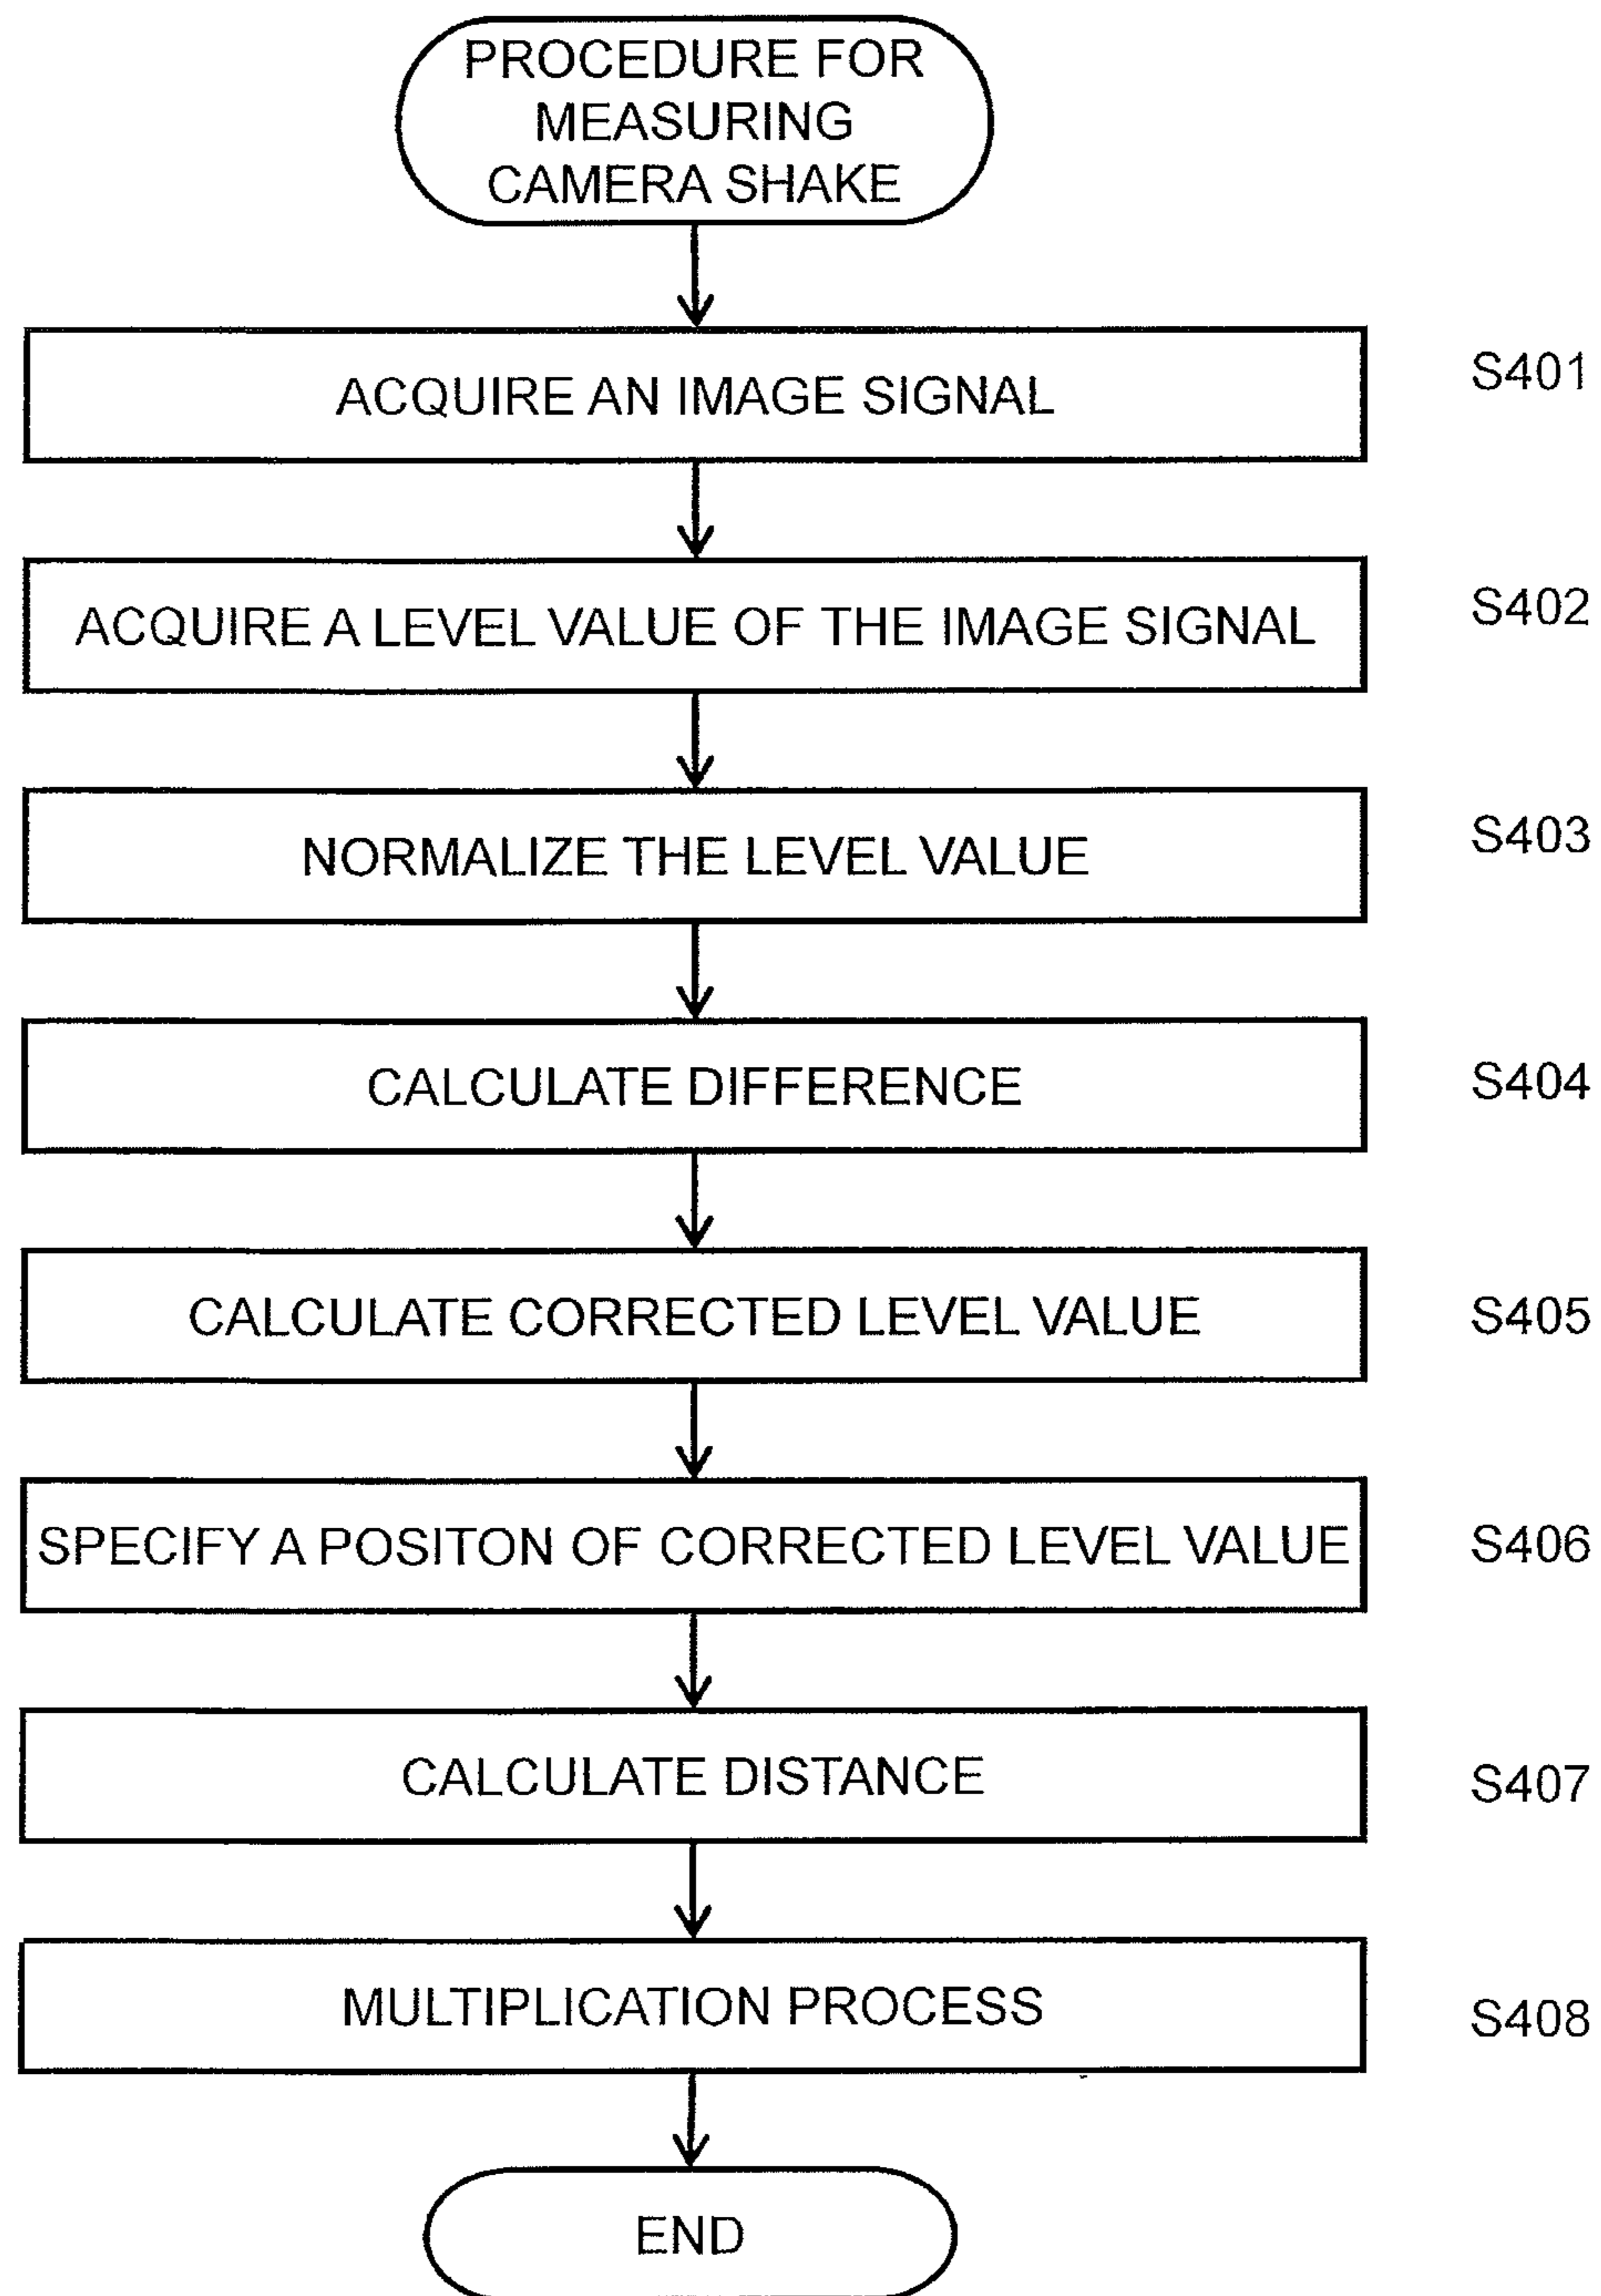 PROCEDURE FOR
MEASURING
CAMERA SHAKE
ACQUIRE AN IMAGE SIGNAL
S401
ACQUIRE A LEVEL VALUE OF THE IMAGE SIGNAL
S402
NORMALIZE THE LEVEL VALUE
S403
CALCULATE DIFFERENCE
S404
CALCULATE CORRECTED LEVEL VALUE
S405
SPECIFY A POSITON OF CORRECTED LEVEL VALUE
S406
CALCULATE DISTANCE
S407
MULTIPLICATION PROCESS
S408
END